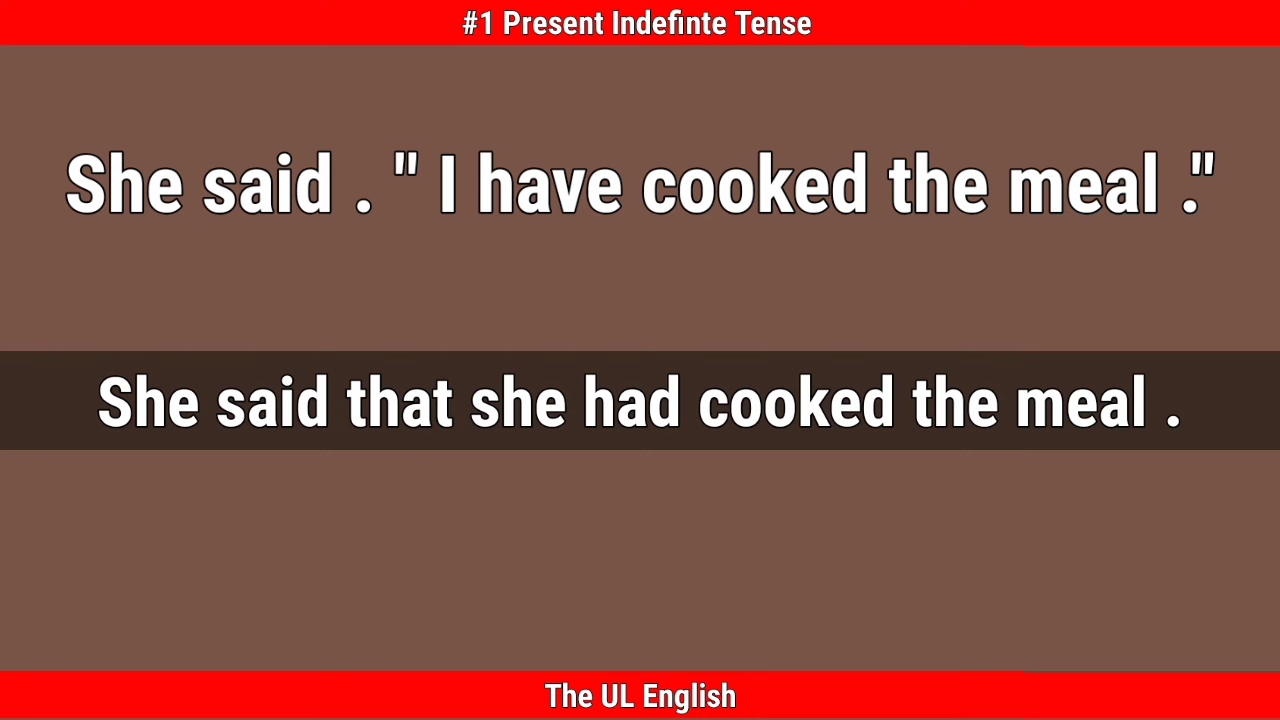 #1 Present Indefinte Tense
She said . " I have cooked the meal ."
She said that she had cooked the meal .
The UL English